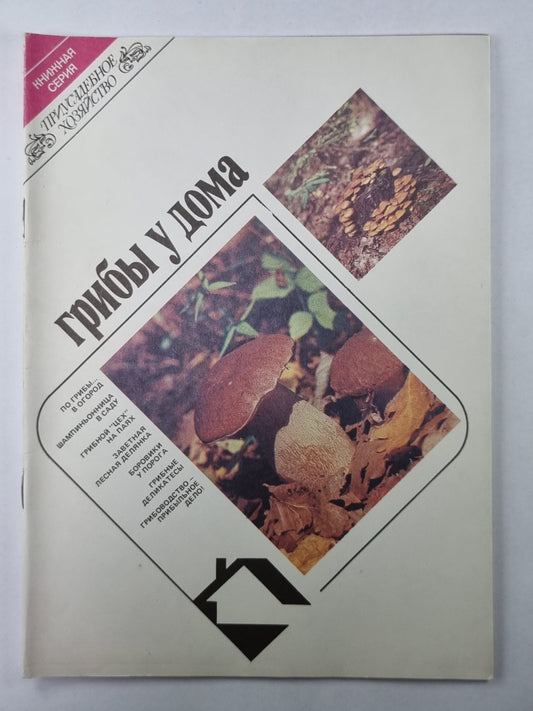 КНИЖНАЯ
СЕРИЯ
ПРИУСАДЕБНОЕ
ХОЗЯЙСТВО
ГРИБЫ У ДОМА
ПО ГРИБЫ...
В ОГОРОД
ШАМПИНЬОННИЦА
В САДУ
ГРИБНОЙ "ЦЕХ"
НА ПАЯХ
ЗАВЕТНАЯ
ЛЕСНАЯ ДЕЛЯНКА
БОРОВИКИ
У ПОРОГА
ГРИБНЫЕ
ДЕЛИКАТЕСЫ
ГРИБОВОДСТВО —
ПРИБЫЛЬНОЕ
ДЕЛО!